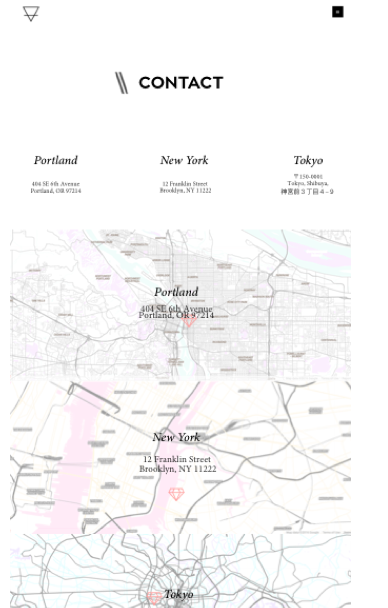 CONTACT
Portland
404 SE 6th Avenue
Portland, OR 97214
New York
12 Franklin Street
Brooklyn, NY 11222
Tokyo
〒150-0001
Tokyo, Shibuya,
神宮前３丁目４−９
Portland
404 SE 6th Avenue
Portland, OR 97214
New York
12 Franklin Street
Brooklyn, NY 11222
Tokyo